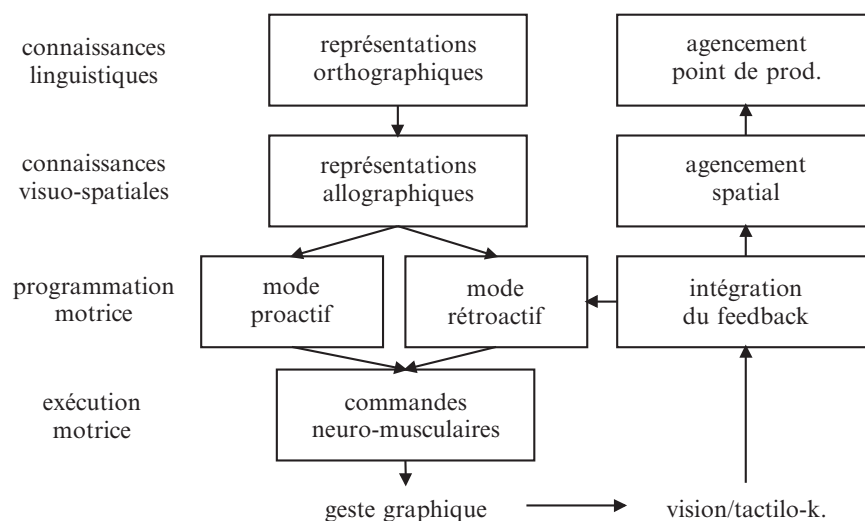 connaissances
linguistiques
représentations
orthographiques
agencement
point de prod.
connaissances
visuo-spatiales
représentations
allographiques
agencement
spatial
programmation
motrice
mode
proactif
mode
rétroactif
intégration
du feedback
exécution
motrice
commandes
neuro-musculaires
geste graphique
vision/tactilo-k.